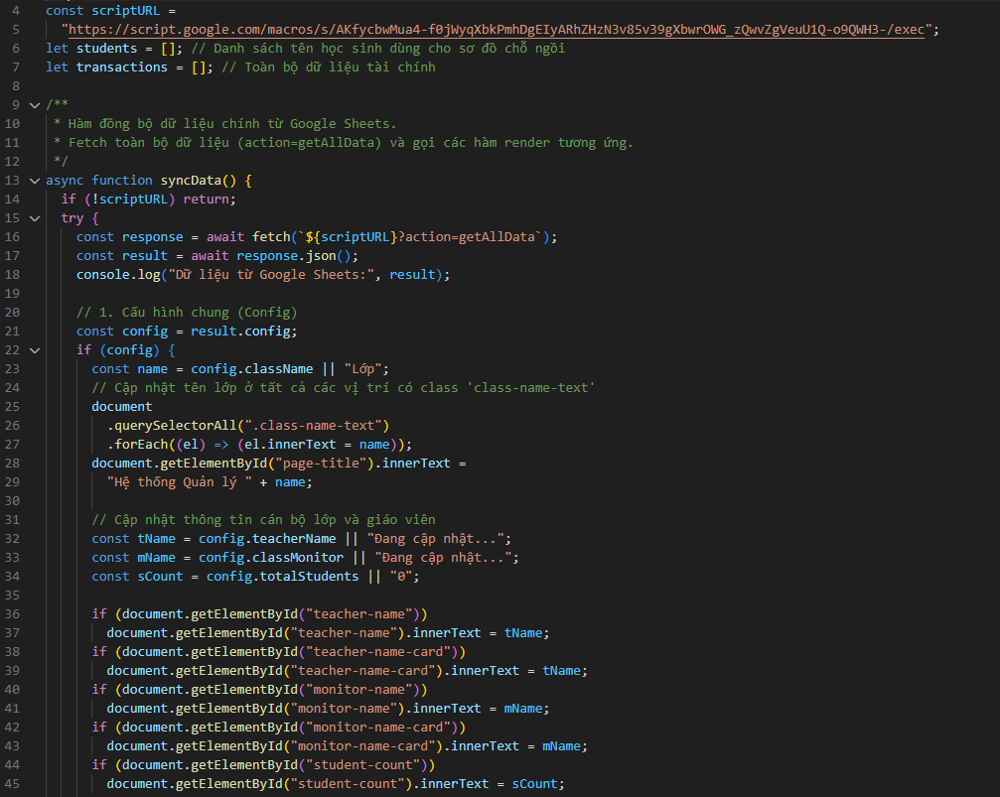 4 const scriptURL =
5 "https://script.google.com/macros/s/AKfycbwMua4-f0jWyqXbkPmhDgEIyARhZHzN3v85v39gXbwrOWG_zQwvZgVeuU1Q-o9QWH3-/exec";
6 let students = []; // Danh sách tên học sinh dùng cho sơ đồ chỗ ngồi
7 let transactions = []; // Toàn bộ dữ liệu tài chính
8
9 /**
10 * Hàm đồng bộ dữ liệu chính từ Google Sheets.
11 * Fetch toàn bộ dữ liệu (action=getAllData) và gọi các hàm render tương ứng.
12 */
13 async function syncData() {
14 if (!scriptURL) return;
15 try {
16 const response = await fetch(`${scriptURL}?action=getAllData`);
17 const result = await response.json();
18 console.log("Dữ liệu từ Google Sheets:", result);
19
20 // 1. Cấu hình chung (Config)
21 const config = result.config;
22 if (config) {
23 const name = config.className || "Lớp";
24 // Cập nhật tên lớp ở tất cả các vị trí có class 'class-name-text'
25 document
26 .querySelectorAll(".class-name-text")
27 .forEach((el) => (el.innerText = name));
28 document.getElementById("page-title").innerText =
29 "Hệ thống Quản lý " + name;
30
31 // Cập nhật thông tin cán bộ lớp và giáo viên
32 const tName = config.teacherName || "Đang cập nhật...";
33 const mName = config.classMonitor || "Đang cập nhật...";
34 const sCount = config.totalStudents || "0";
35
36 if (document.getElementById("teacher-name"))
37 document.getElementById("teacher-name").innerText = tName;
38 if (document.getElementById("teacher-name-card"))
39 document.getElementById("teacher-name-card").innerText = tName;
40 if (document.getElementById("monitor-name"))
41 document.getElementById("monitor-name").innerText = mName;
42 if (document.getElementById("monitor-name-card"))
43 document.getElementById("monitor-name-card").innerText = mName;
44 if (document.getElementById("student-count"))
45 document.getElementById("student-count").innerText = sCount;